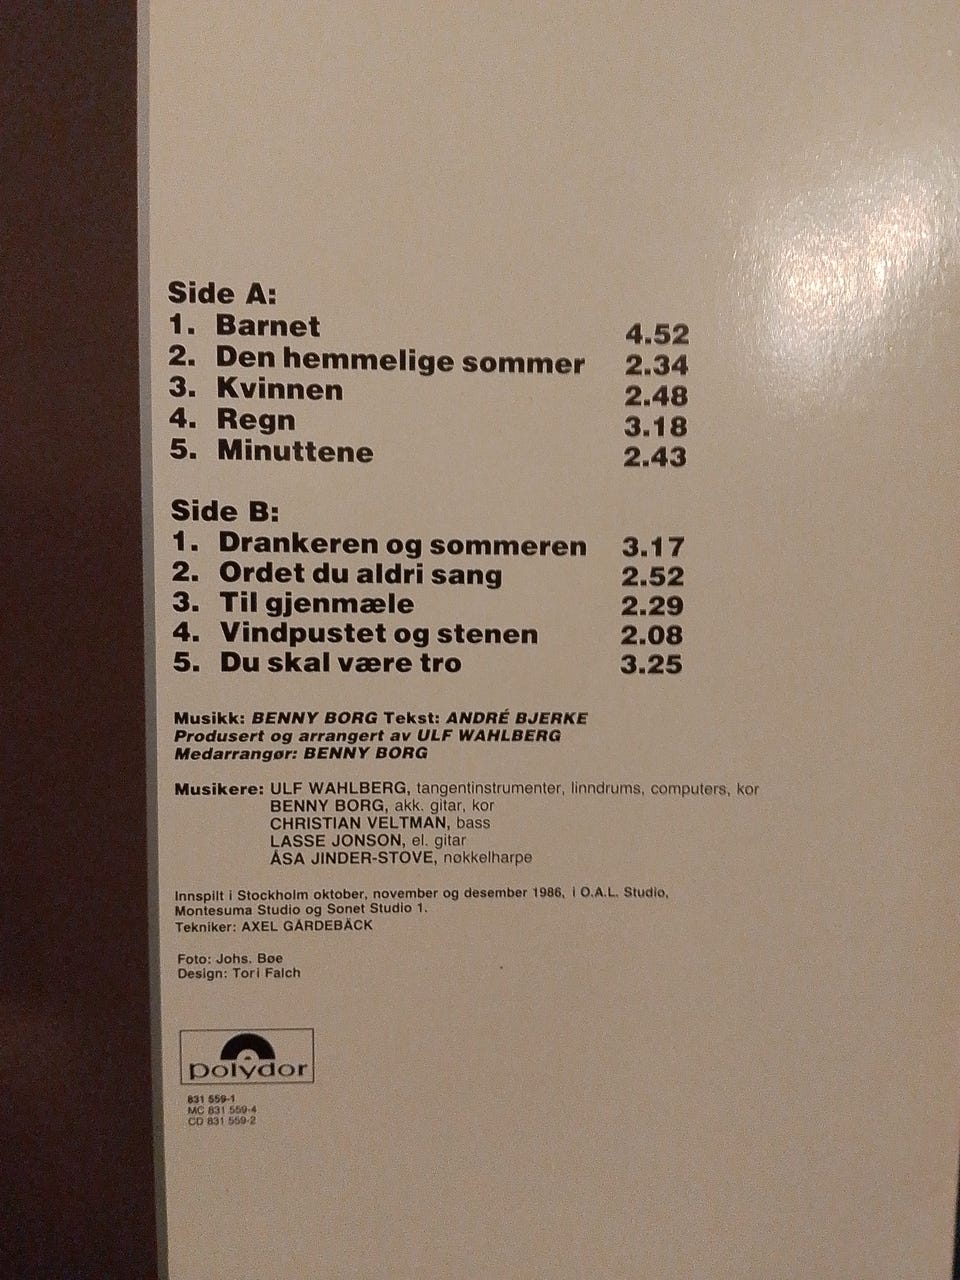 Side A:
1. Barnet 4.52
2. Den hemmelige sommer 2.34
3. Kvinnen 2.48
4. Regn 3.18
5. Minuttene 2.43
Side B:
1. Drankeren og sommeren 3.17
2. Ordet du aldri sang 2.52
3. Til gjenmæle 2.29
4. Vindpustet og stenen 2.08
5. Du skal være tro 3.25
Musikk: BENNY BORG Tekst: ANDRÉ BJERKE
Produsert og arrangert av ULF WAHLBERG
Medarrangør: BENNY BORG
Musikere: ULF WAHLBERG, tangentinstrumenter, linndrums, computers, kor
BENNY BORG, akk. gitar, kor
CHRISTIAN VELTMAN, bass
LASSE JONSON, el. gitar
ÅSA JINDER-STOVE, nøkkelharpe
Innspilt i Stockholm oktober, november og desember 1986, i O.A.L. Studio,
Montesuma Studio og Sonet Studio 1.
Tekniker: AXEL GÅRDEBÄCK
Foto: Johs. Bøe
Design: Tori Falch
polydor
831 559-1
MC 831 559-4
CD 831 559-2